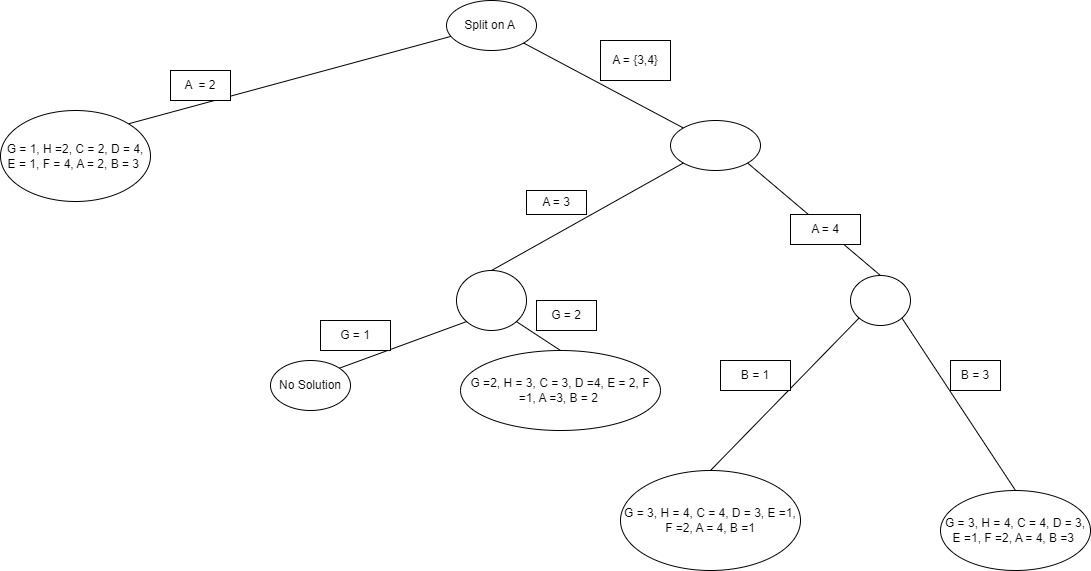 Split on A
A = {3,4}
A = 2
G = 1, H =2, C = 2, D = 4,
E = 1, F = 4, A = 2, B = 3
A = 3
A = 4
G = 1
G = 2
No Solution
G =2, H = 3, C = 3, D =4, E = 2, F
=1, A =3, B = 2
B = 1
B = 3
G = 3, H = 4, C = 4, D = 3, E =1,
F =2, A = 4, B =1
G = 3, H = 4, C = 4, D = 3,
E =1, F =2, A = 4, B =3